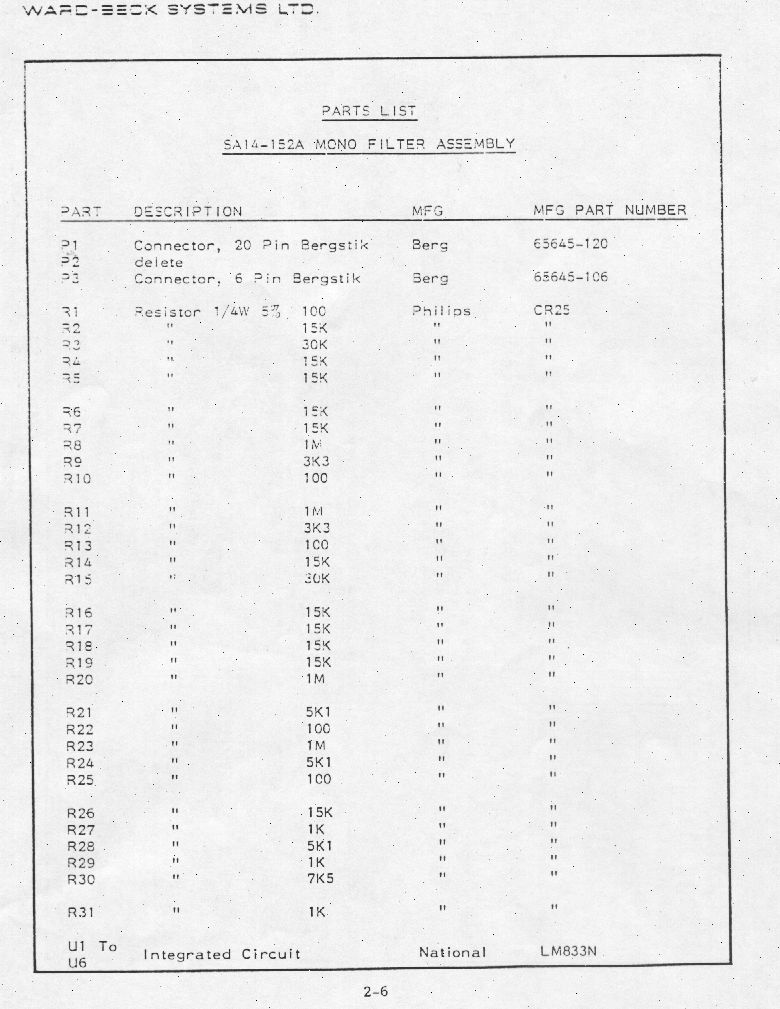 WARD-BECK SYSTEMS LTD.
PARTS LIST
SA14-152A MONO FILTER ASSEMBLY
PART DESCRIPTION MFG MFG PART NUMBER
P1 Connector, 20 Pin Bergstik Berg 65645-120
P2 delete
P3 Connector, 6 Pin Bergstik Berg 65645-106
R1 Resistor 1/4W 5% 100 Philips CR25
R2 " 15K " "
R3 " 30K " "
R4 " 15K " "
R5 " 15K " "
R6 " 15K " "
R7 " 15K " "
R8 " 1M " "
R9 " 3K3 " "
R10 " 100 " "
R11 " 1M " "
R12 " 3K3 " "
R13 " 100 " "
R14 " 15K " "
R15 " 30K " "
R16 " 15K " "
R17 " 15K " "
R18 " 15K " "
R19 " 15K " "
R20 " 1M " "
R21 " 5K1 " "
R22 " 100 " "
R23 " 1M " "
R24 " 5K1 " "
R25 " 100 " "
R26 " 15K " "
R27 " 1K " "
R28 " 5K1 " "
R29 " 1K " "
R30 " 7K5 " "
R31 " 1K " "
U1 To
U6 Integrated Circuit National LM833N
2-6